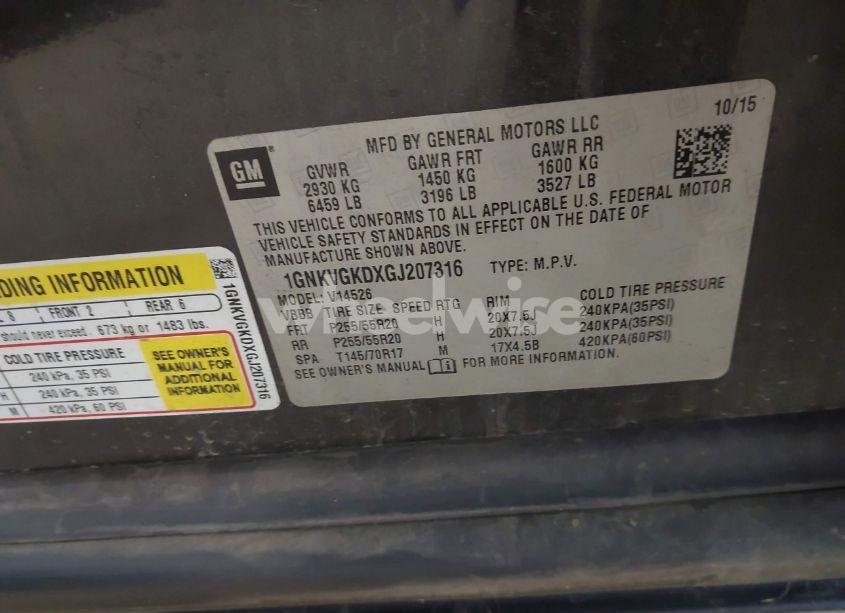 10/15
MFD BY GENERAL MOTORS LLC
GM
GVWR GAWR FRT GAWR RR
2930 KG 1450 KG 1600 KG
6459 LB 3196 LB 3527 LB
THIS VEHICLE CONFORMS TO ALL APPLICABLE U.S. FEDERAL MOTOR
VEHICLE SAFETY STANDARDS IN EFFECT ON THE DATE OF
MANUFACTURE SHOWN ABOVE.
1GNKVGKDXGJ207316 TYPE: M.P.V.
MODEL: V14526
VBBB TIRE SIZE SPEED RTG RIM COLD TIRE PRESSURE
FRT P255/55R20 H 20X7.5J 240KPA(35PSI)
RR P255/55R20 H 20X7.5J 240KPA(35PSI)
SPA T145/70R17 M 17X4.5B 420KPA(60PSI)
SEE OWNER'S MANUAL FOR MORE INFORMATION.
DING INFORMATION
FRONT 2 REAR 6
should never exceed 673 kg or 1483 lbs.
COLD TIRE PRESSURE
240 kPa, 35 PSI
H 240 kPa, 35 PSI
M 420 kPa, 60 PSI
SEE OWNER'S
MANUAL FOR
ADDITIONAL
INFORMATION
1GNKVGKDXGJ207316
wheelwise